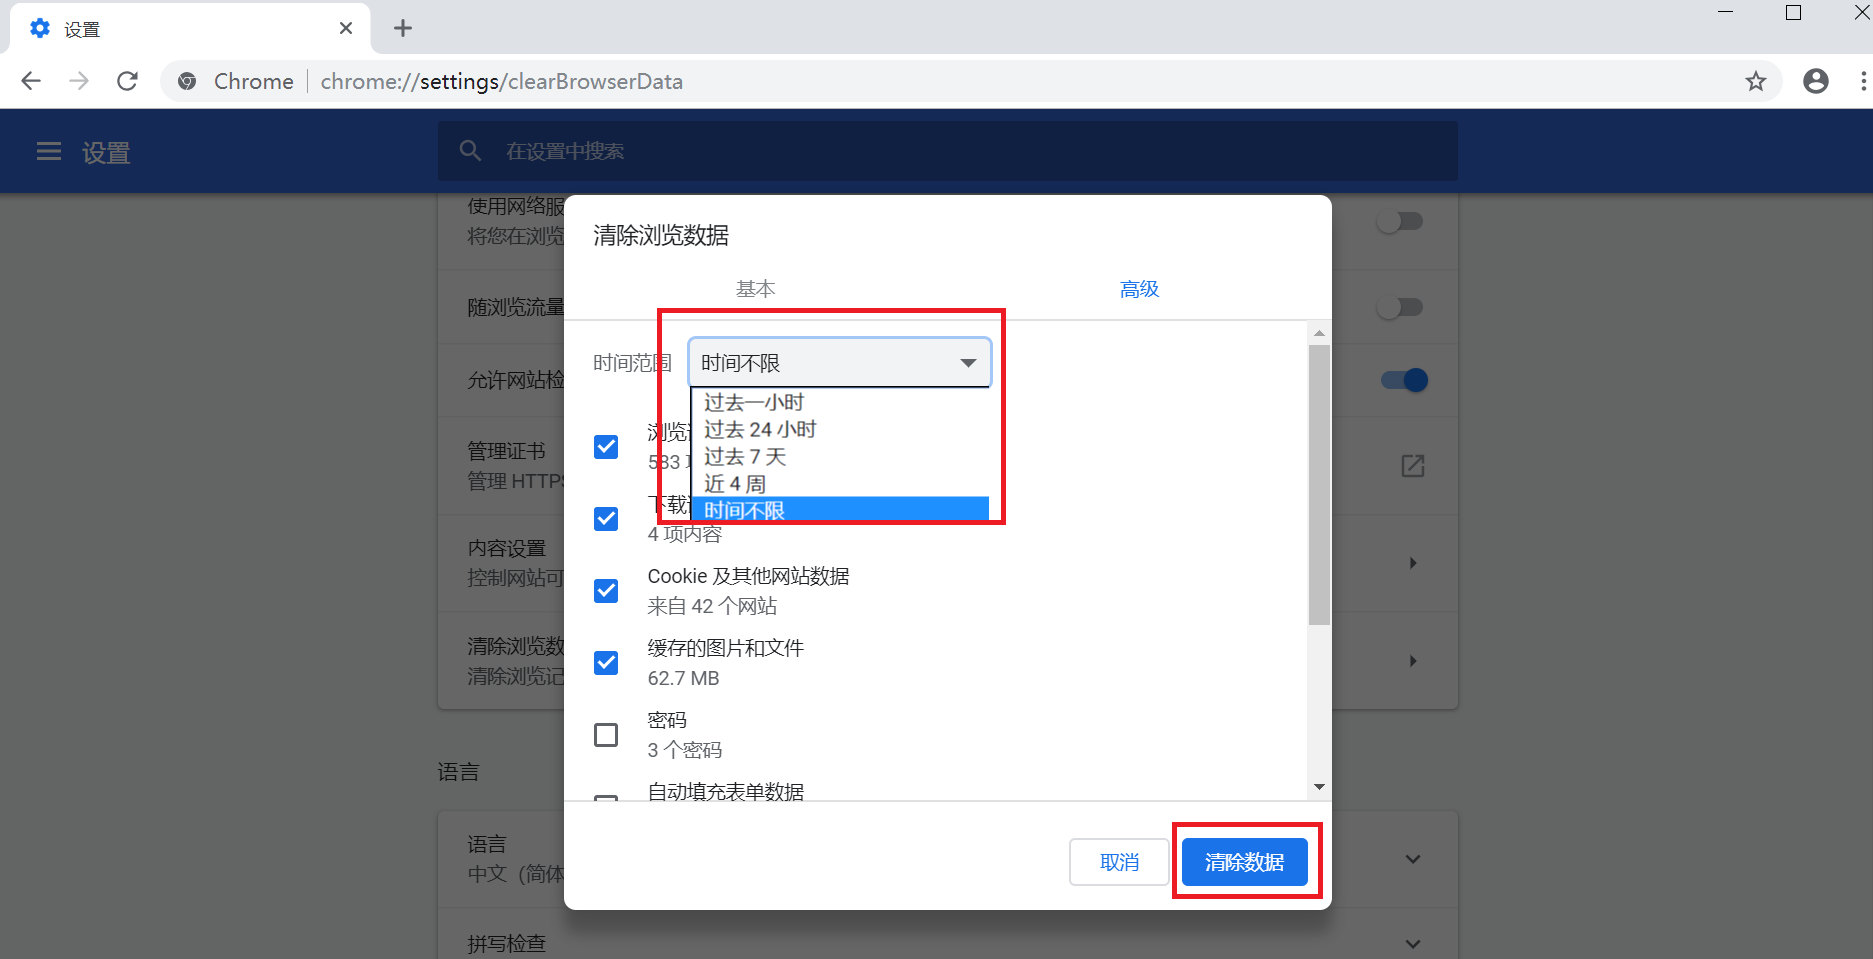 设置
Chrome
chrome://settings/clearBrowserData
设置
在设置中搜索
使用网络服
将您在浏览
随浏览流量
允许网站检
管理证书
管理 HTTPS
内容设置
控制网站可
清除浏览数
清除浏览记
语言
语言
中文 (简体
拼写检查
清除浏览数据
基本
高级
时间范围
时间不限
过去一小时
过去 24 小时
过去 7 天
近 4 周
时间不限
浏览
583
下载
4 项内容
Cookie 及其他网站数据
来自 42 个网站
缓存的图片和文件
62.7 MB
密码
3 个密码
自动填充表单数据
取消
清除数据